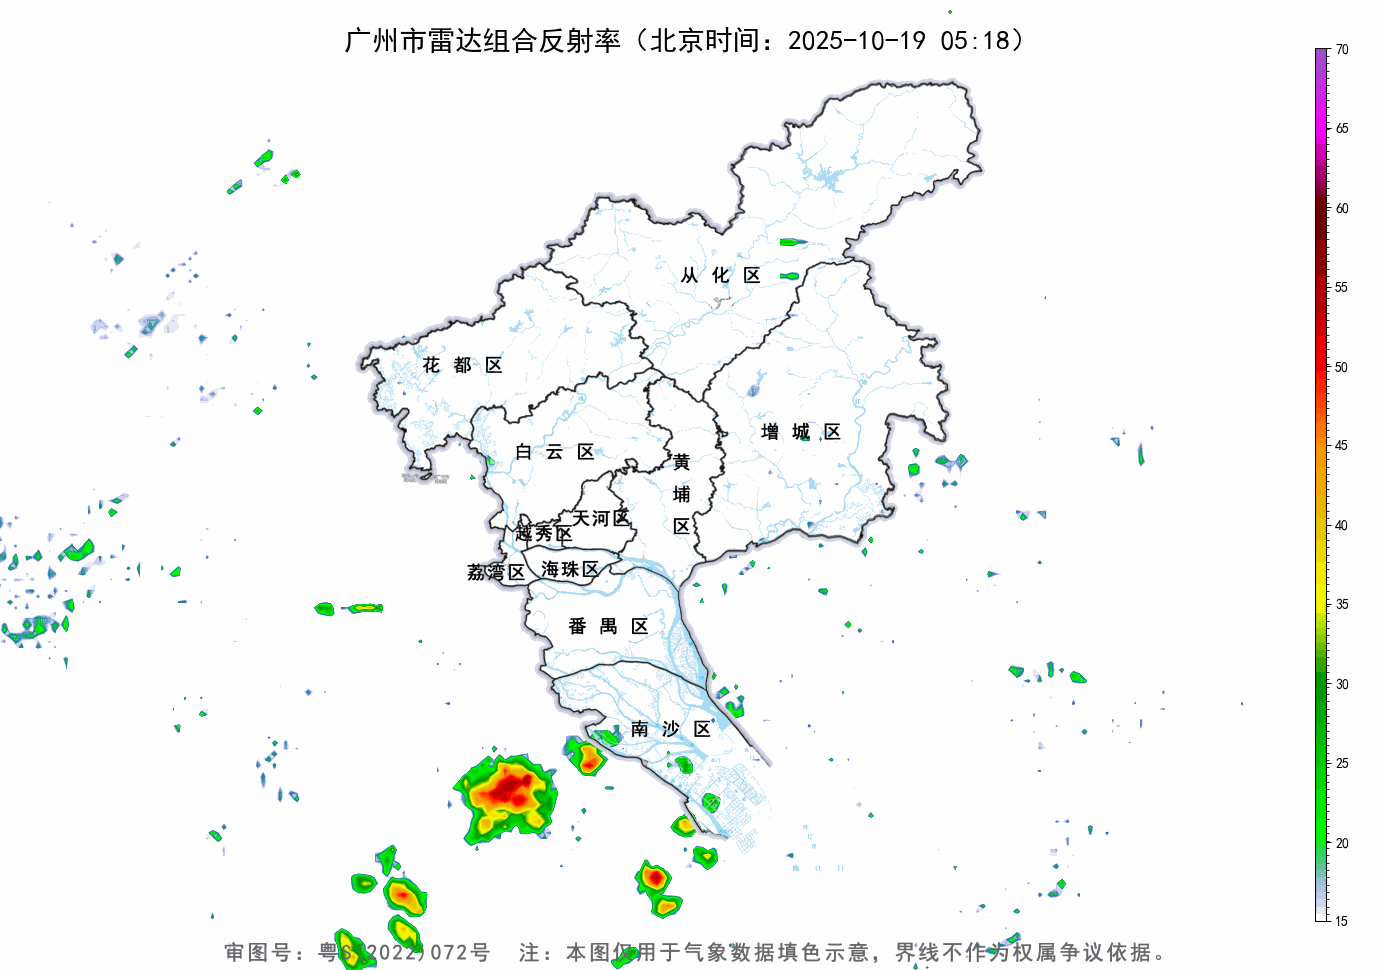 广州市雷达组合反射率（北京时间：2025-10-19 05:18）
70
65
60
55
50
45
40
35
30
25
20
15
从化区
花都区
增城区
白云区
黄埔区
天河区
越秀区
荔湾区
海珠区
番禺区
南沙区
审图号：粤S(2022)072号 注：本图仅用于气象数据填色示意，界线不作为权属争议依据。